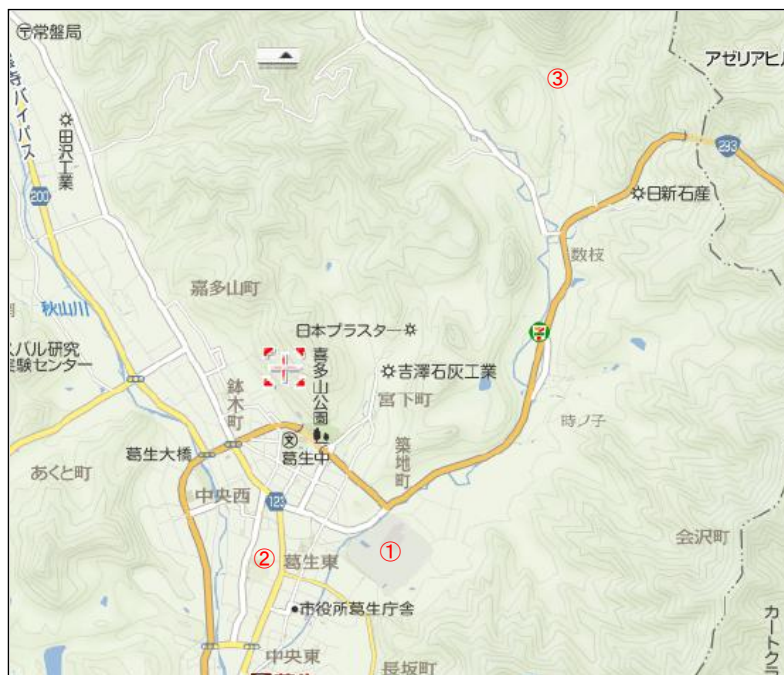 〒常盤局
バイパス
田沢工業
200
③
アゼリアヒ
293
日新石産
数枝
嘉多山町
秋山川
日本プラスター
バル研究
験センター
吉澤石灰工業
喜多山公園
宮下町
鉢木町
時ノ子
文
葛生中
築地町
葛生大橋
あくと町
中央西
123
会沢町
①
②
葛生東
市役所葛生庁舎
カートクラ
中央東
長坂町